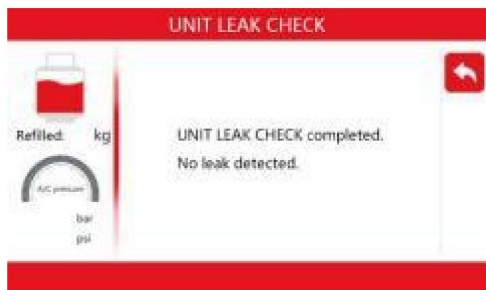 UNIT LEAK CHECK
Refilled: kg
A/C pressure
bar
psi
UNIT LEAK CHECK completed.
No leak detected.